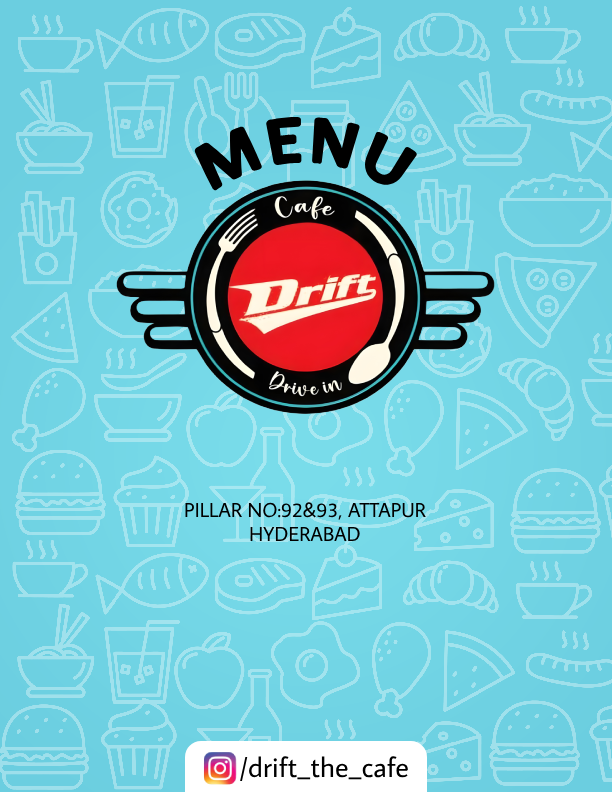 MENU
Cafe
Drift
Drive in
PILLAR NO:92&93, ATTAPUR
HYDERABAD
/drift_the_cafe